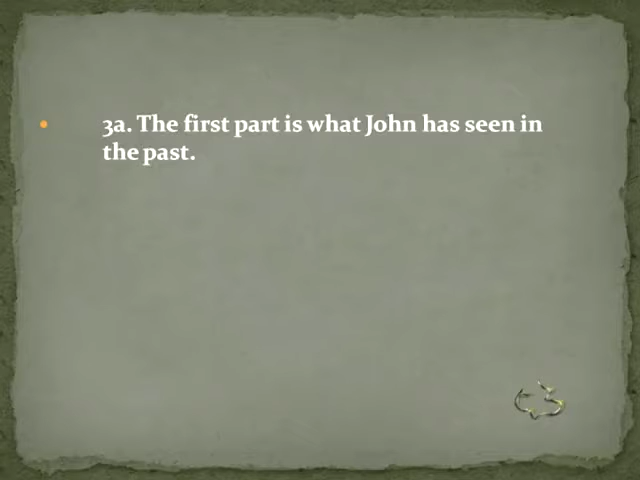 • 3a. The first part is what John has seen in
the past.